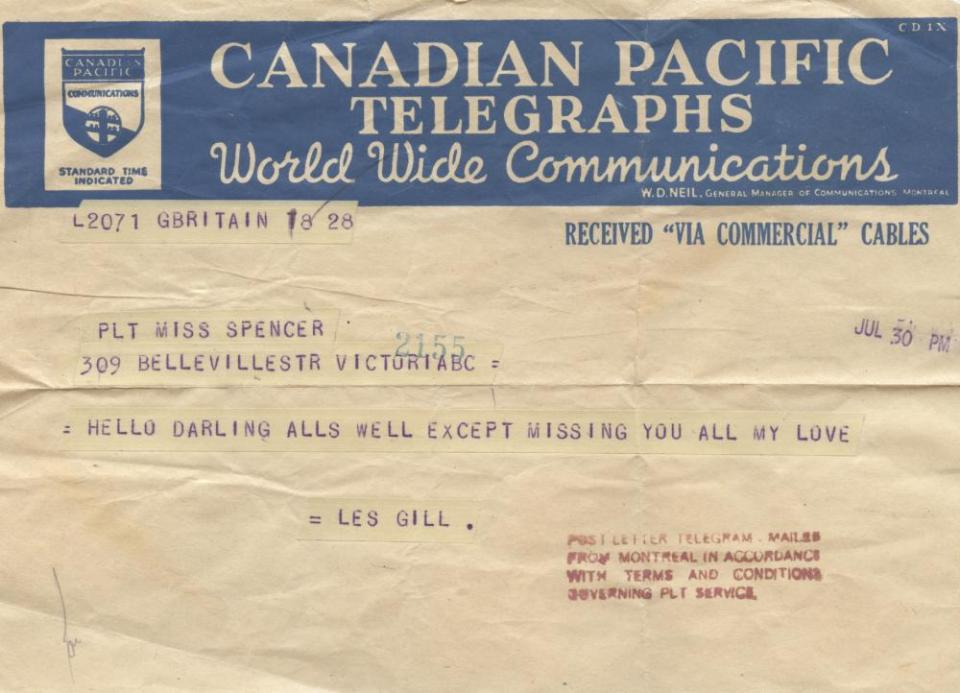 CD 1X
CANADIAN PACIFIC
TELEGRAPHS
World Wide Communications
W. D. NEIL, GENERAL MANAGER OF COMMUNICATIONS MONTREAL
CANADIAN
PACIFIC
COMMUNICATIONS
STANDARD TIME
INDICATED
L2071 GBRITAIN 18 28
RECEIVED "VIA COMMERCIAL" CABLES
PLT MISS SPENCER
2155
JUL 30 PM
309 BELLEVILLESTR VICTORIABC =
= HELLO DARLING ALLS WELL EXCEPT MISSING YOU ALL MY LOVE
= LES GILL .
POST LETTER TELEGRAM - MAILED
FROM MONTREAL IN ACCORDANCE
WITH TERMS AND CONDITIONS
GOVERNING PLT SERVICE.